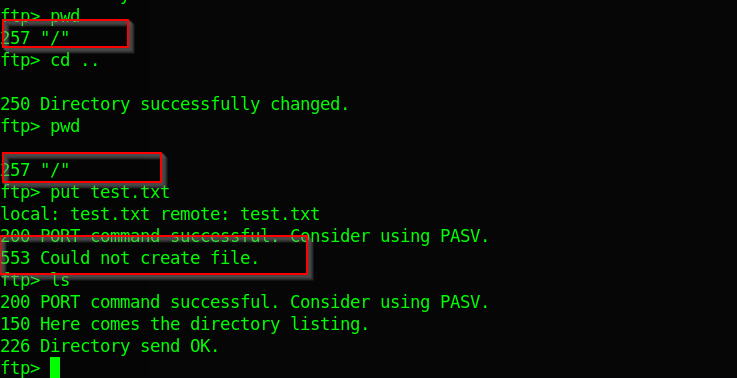 ftp> pwd
257 "/"
ftp> cd ..
250 Directory successfully changed.
ftp> pwd
257 "/"
ftp> put test.txt
local: test.txt remote: test.txt
200 PORT command successful. Consider using PASV.
553 Could not create file.
ftp> ls
200 PORT command successful. Consider using PASV.
150 Here comes the directory listing.
226 Directory send OK.
ftp>